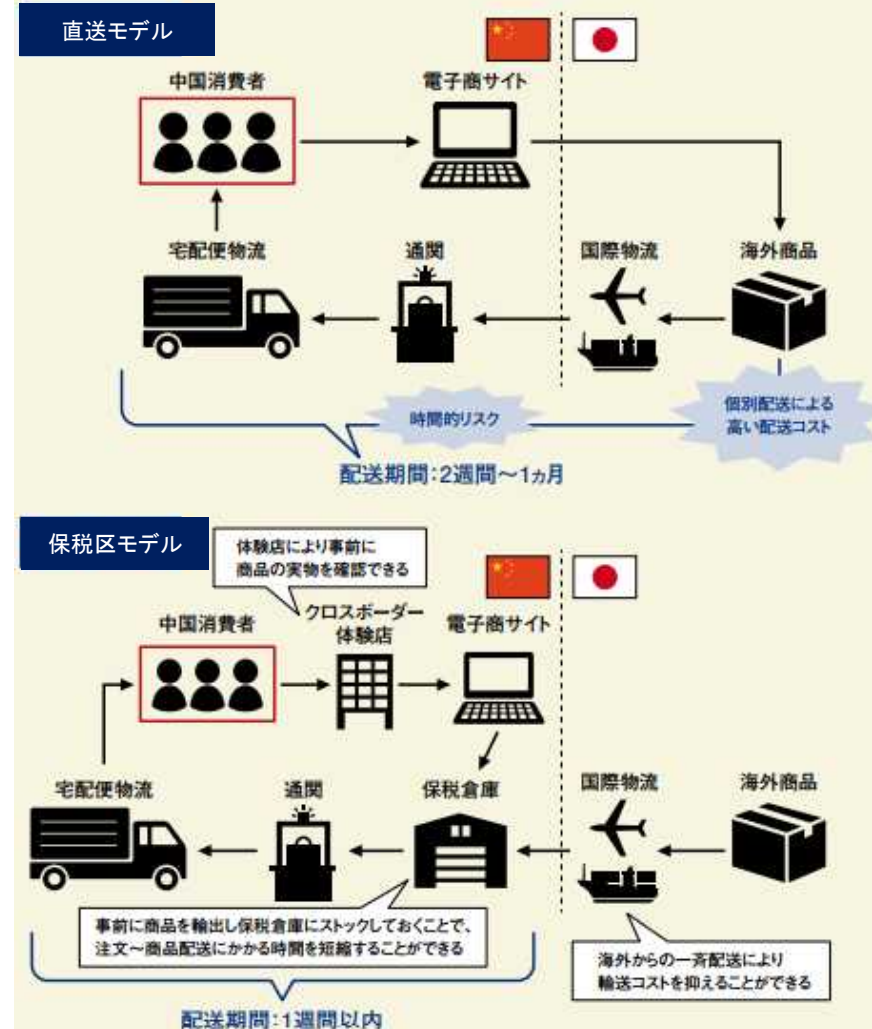 直送モデル
中国消費者
電子商サイト
宅配便物流
通関
国際物流
海外商品
時間的リスク
個別配送による
高い配送コスト
配送期間:2週間～1ヵ月
保税区モデル
体験店により事前に
商品の実物を確認できる
中国消費者
クロスボーダー
体験店
電子商サイト
宅配便物流
通関
保税倉庫
国際物流
海外商品
事前に商品を輸出し保税倉庫にストックしておくことで、
注文～商品配送にかかる時間を短縮することができる
海外からの一斉配送により
輸送コストを抑えることができる
配送期間:1週間以内